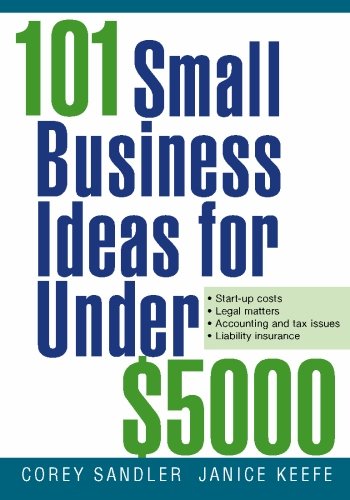 101 Small
Business
Ideas for
Under
• Start-up costs
• Legal matters
• Accounting and tax issues
• Liability insurance
$5000
COREY SANDLER JANICE KEEFE